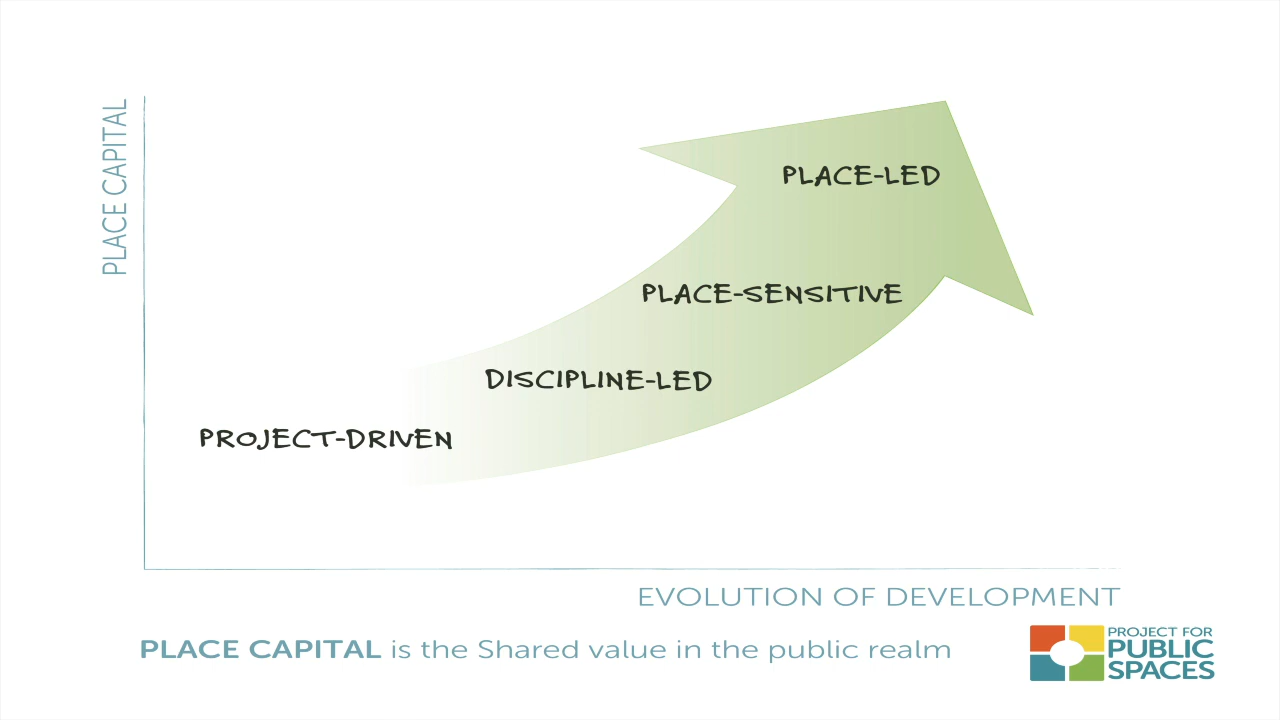 PLACE CAPITAL
PLACE-LED
PLACE-SENSITIVE
DISCIPLINE-LED
PROJECT-DRIVEN
EVOLUTION OF DEVELOPMENT
PLACE CAPITAL is the Shared value in the public realm
PROJECT FOR
PUBLIC
SPACES